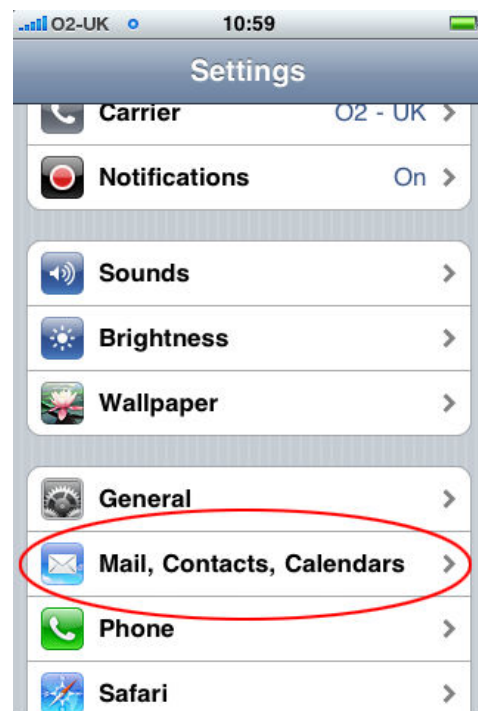 O2-UK 10:59
Settings
Carrier O2 - UK
Notifications On
Sounds
Brightness
Wallpaper
General
Mail, Contacts, Calendars
Phone
Safari